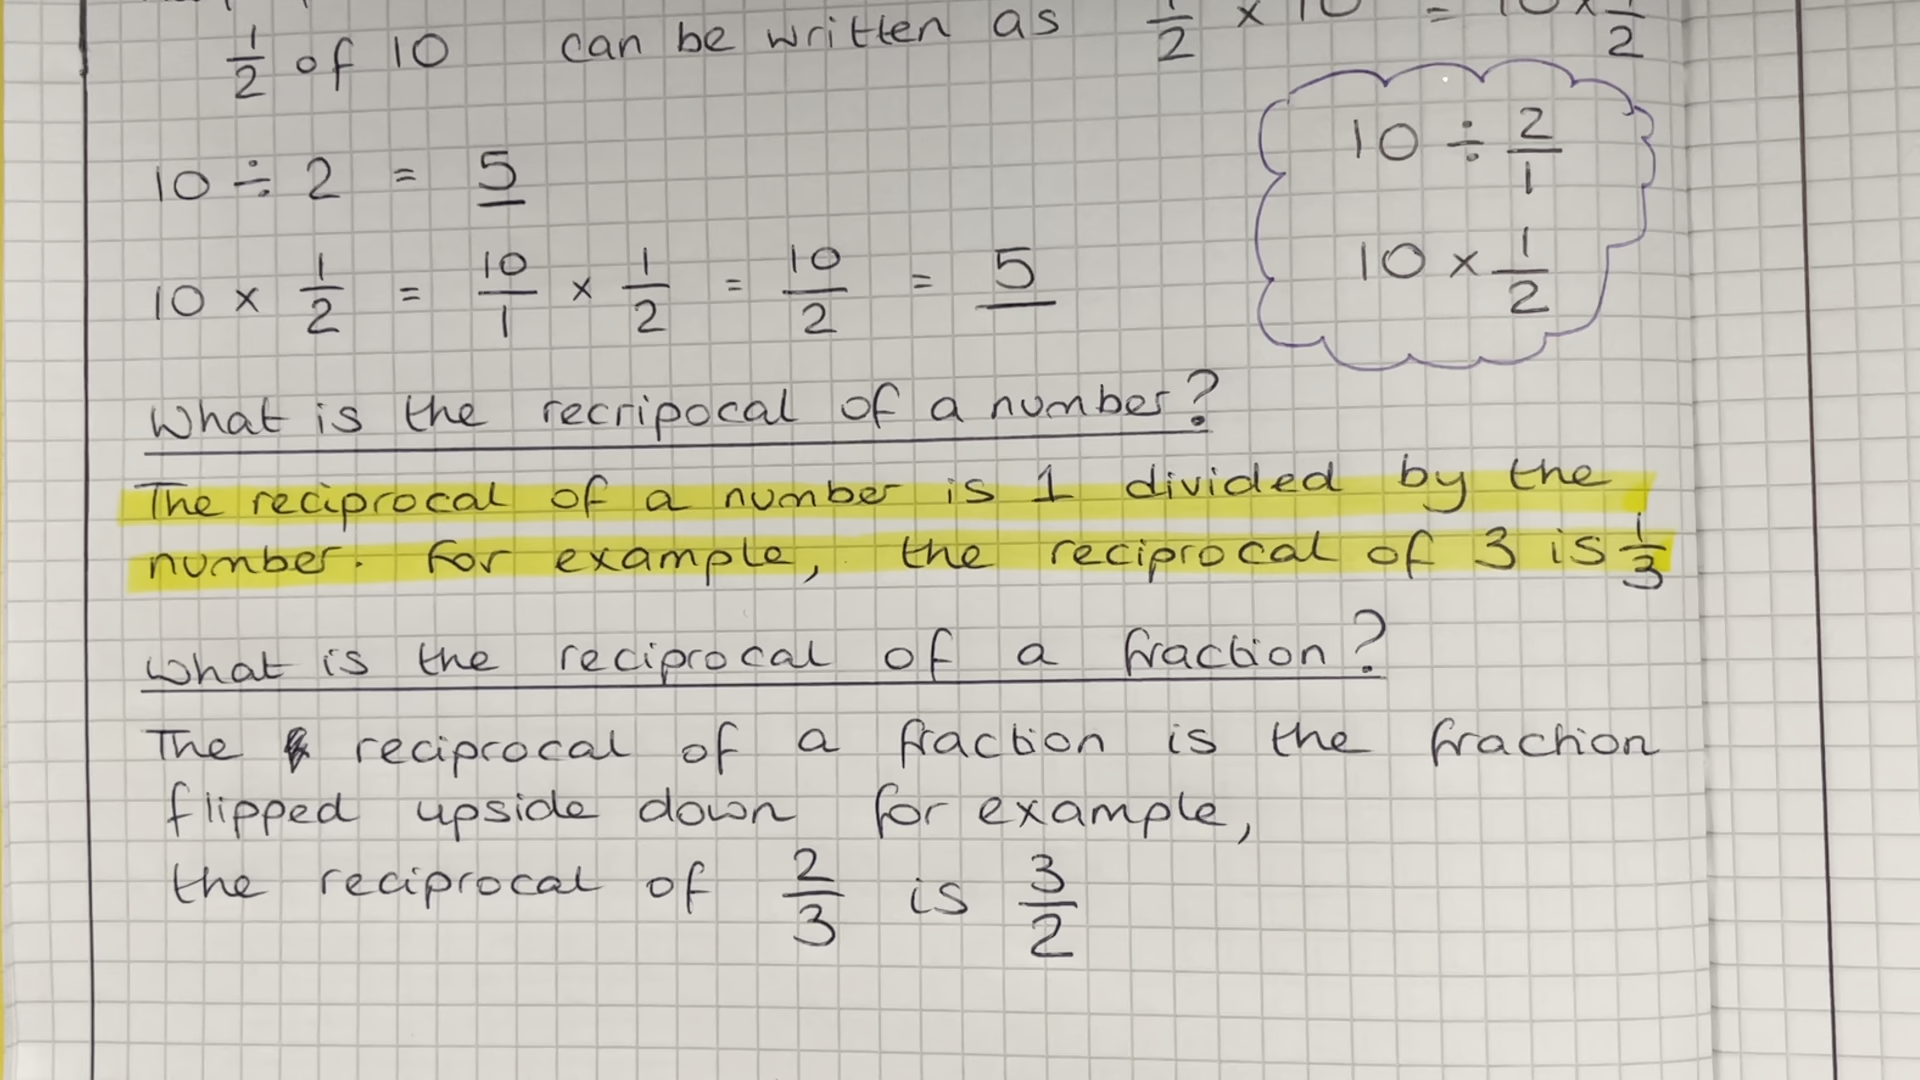 1/2 of 10 can be written as 1/2 × 10 = 10 × 1/2
10 ÷ 2/1
10 ÷ 2 = 5
10 × 1/2
10 × 1/2 = 10/1 × 1/2 = 10/2 = 5
What is the recripocal of a number?
The reciprocal of a number is 1 divided by the
number. For example, the reciprocal of 3 is 1/3
What is the reciprocal of a fraction?
The reciprocal of a fraction is the fraction
flipped upside down for example,
the reciprocal of 2/3 is 3/2